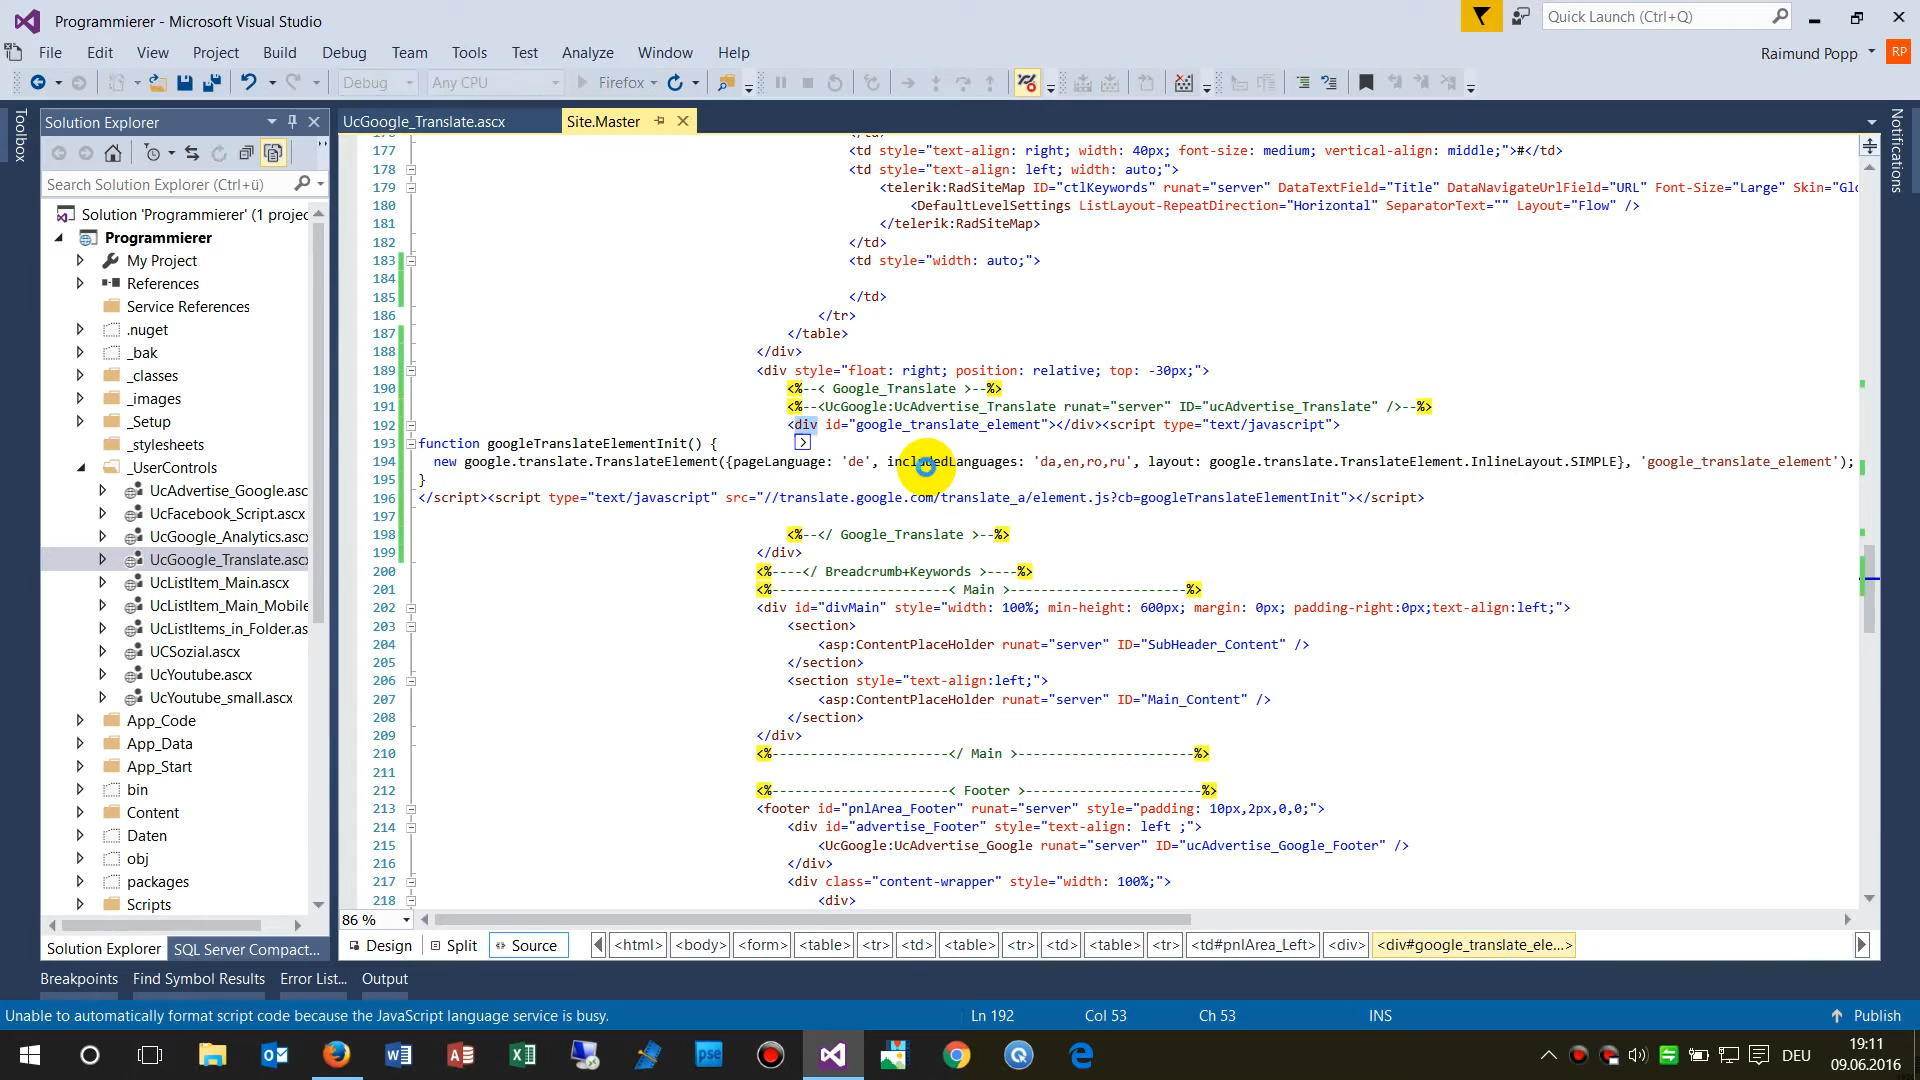 Programmierer - Microsoft Visual Studio
Quick Launch (Ctrl+Q)
File Edit View Project Build Debug Team Tools Test Analyze Window Help
Raimund Popp RP
Debug Any CPU Firefox
Toolbox
Notifications
Solution Explorer
Search Solution Explorer (Ctrl+ü)
Solution 'Programmierer' (1 projec
Programmierer
My Project
References
Service References
.nuget
_bak
_classes
_images
_Setup
_stylesheets
_UserControls
UcAdvertise_Google.asc
UcFacebook_Script.ascx
UcGoogle_Analytics.ascx
UcGoogle_Translate.ascx
UcListItem_Main.ascx
UcListItem_Main_Mobile
UcListItems_in_Folder.as
UCSozial.ascx
UcYoutube.ascx
UcYoutube_small.ascx
App_Code
App_Data
App_Start
bin
Content
Daten
obj
packages
Scripts
Solution Explorer SQL Server Compact...
UcGoogle_Translate.ascx Site.Master
177 <td style="text-align: right; width: 40px; font-size: medium; vertical-align: middle;">#</td>
178 <td style="text-align: left; width: auto;">
179 <telerik:RadSiteMap ID="ctlKeywords" runat="server" DataTextField="Title" DataNavigateUrlField="URL" Font-Size="Large" Skin="Glo
180 <DefaultLevelSettings ListLayout-RepeatDirection="Horizontal" SeparatorText="" Layout="Flow" />
181 </telerik:RadSiteMap>
182 </td>
183 <td style="width: auto;">
184
185 </td>
186 </tr>
187 </table>
188 </div>
189 <div style="float: right; position: relative; top: -30px;">
190 <%--< Google_Translate >--%>
191 <%--<UcGoogle:UcAdvertise_Translate runat="server" ID="ucAdvertise_Translate" />--%>
192 <div id="google_translate_element"></div><script type="text/javascript">
193 function googleTranslateElementInit() {
194 new google.translate.TranslateElement({pageLanguage: 'de', includedLanguages: 'da,en,ro,ru', layout: google.translate.TranslateElement.InlineLayout.SIMPLE}, 'google_translate_element');
195 }
196 </script><script type="text/javascript" src="//translate.google.com/translate_a/element.js?cb=googleTranslateElementInit"></script>
197
198 <%--</ Google_Translate >--%>
199 </div>
200 <%----</ Breadcrumb+Keywords >----%>
201 <%-----------------------< Main >-----------------------%>
202 <div id="divMain" style="width: 100%; min-height: 600px; margin: 0px; padding-right:0px;text-align:left;">
203 <section>
204 <asp:ContentPlaceHolder runat="server" ID="SubHeader_Content" />
205 </section>
206 <section style="text-align:left;">
207 <asp:ContentPlaceHolder runat="server" ID="Main_Content" />
208 </section>
209 </div>
210 <%-----------------------</ Main >-----------------------%>
211
212 <%-----------------------< Footer >-----------------------%>
213 <footer id="pnlArea_Footer" runat="server" style="padding: 10px,2px,0,0;">
214 <div id="advertise_Footer" style="text-align: left ;">
215 <UcGoogle:UcAdvertise_Google runat="server" ID="ucAdvertise_Google_Footer" />
216 </div>
217 <div class="content-wrapper" style="width: 100%;">
218 <div>
86 %
Design Split Source <html> <body> <form> <table> <tr> <td> <table> <tr> <td> <table> <tr> <td#pnlArea_Left> <div> <div#google_translate_ele...>
Breakpoints Find Symbol Results Error List... Output
Unable to automatically format script code because the JavaScript language service is busy. Ln 192 Col 53 Ch 53 INS Publish
pse
DEU
19:11
09.06.2016